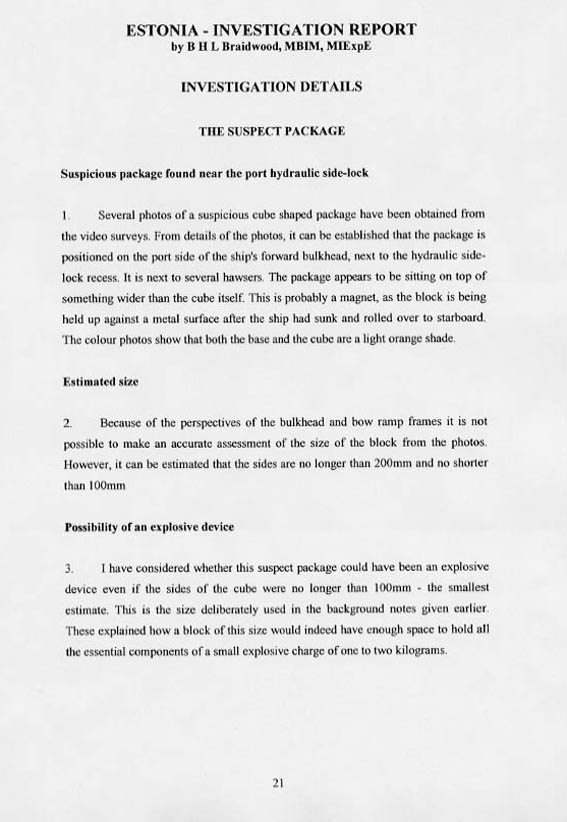 ESTONIA - INVESTIGATION REPORT
by B H L Braidwood, MBIM, MIExpE
INVESTIGATION DETAILS
THE SUSPECT PACKAGE
Suspicious package found near the port hydraulic side-lock
1. Several photos of a suspicious cube shaped package have been obtained from
the video surveys. From details of the photos, it can be established that the package is
positioned on the port side of the ship's forward bulkhead, next to the hydraulic side-
lock recess. It is next to several hawsers. The package appears to be sitting on top of
something wider than the cube itself. This is probably a magnet, as the block is being
held up against a metal surface after the ship had sunk and rolled over to starboard.
The colour photos show that both the base and the cube are a light orange shade.
Estimated size
2. Because of the perspectives of the bulkhead and bow ramp frames it is not
possible to make an accurate assessment of the size of the block from the photos.
However, it can be estimated that the sides are no longer than 200mm and no shorter
than 100mm
Possibility of an explosive device
3. I have considered whether this suspect package could have been an explosive
device even if the sides of the cube were no longer than 100mm - the smallest
estimate. This is the size deliberately used in the background notes given earlier.
These explained how a block of this size would indeed have enough space to hold all
the essential components of a small explosive charge of one to two kilograms.
21